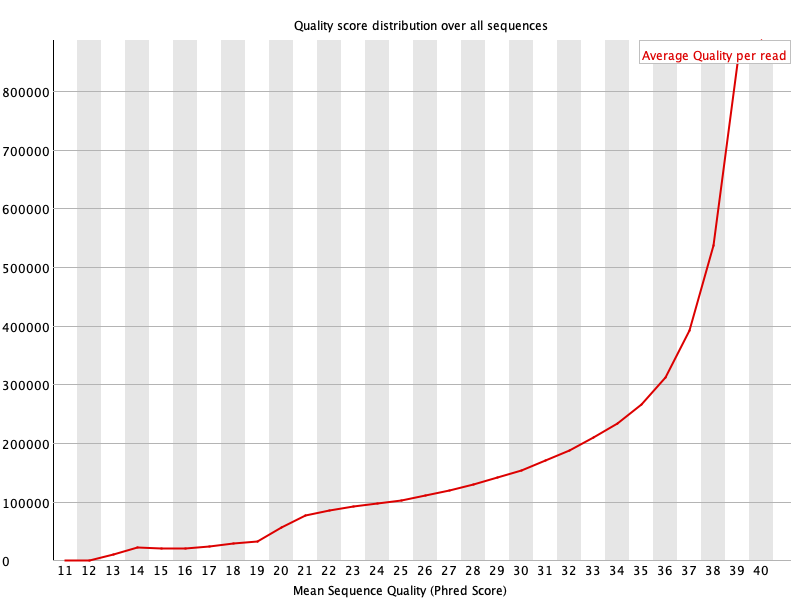 Quality score distribution over all sequences
Average Quality per read
800000
700000
600000
500000
400000
300000
200000
100000
0
11 12 13 14 15 16 17 18 19 20 21 22 23 24 25 26 27 28 29 30 31 32 33 34 35 36 37 38 39 40
Mean Sequence Quality (Phred Score)